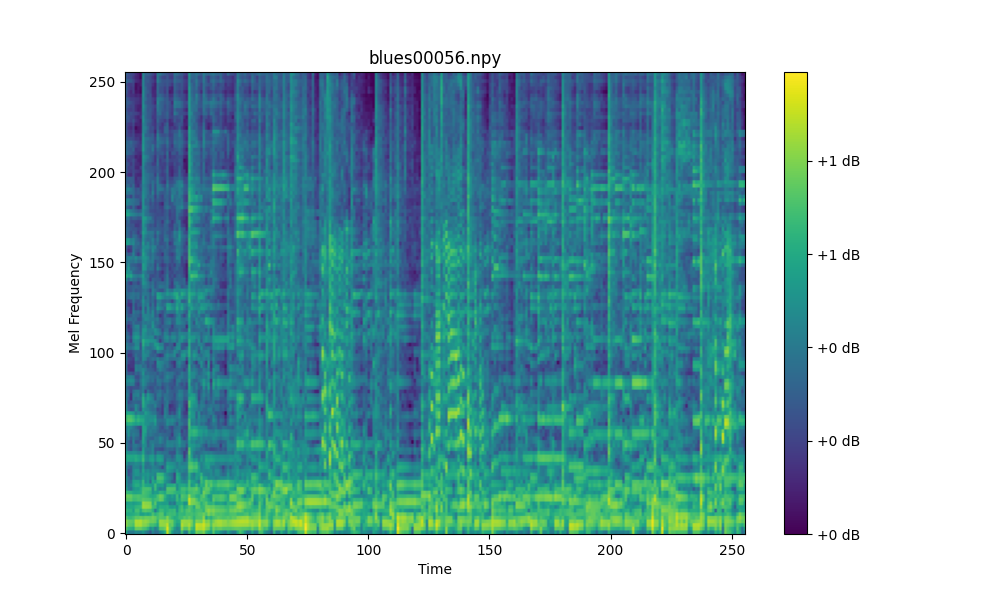 blues00056.npy
250
200
150
100
50
0
Mel Frequency
0 50 100 150 200 250
Time
+1 dB
+1 dB
+0 dB
+0 dB
+0 dB